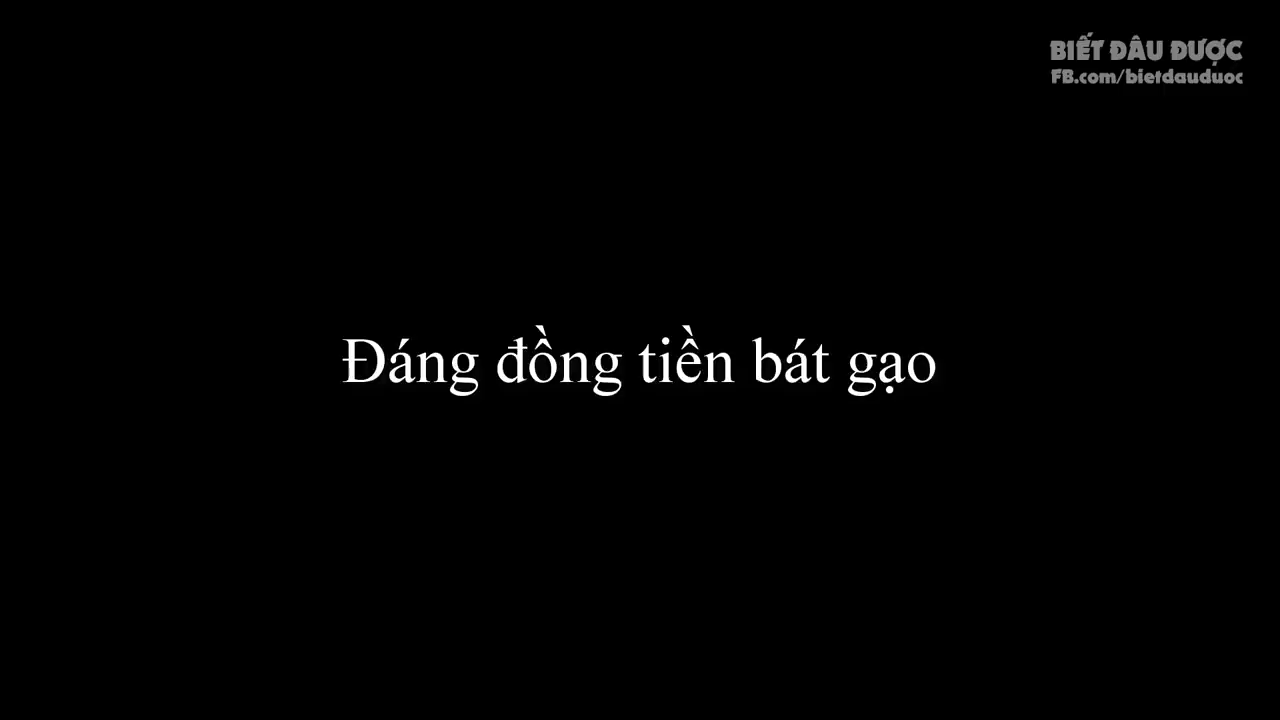 BIẾT ĐÂU ĐƯỢC
FB.com/bietdauduoc
Đáng đồng tiền bát gạo